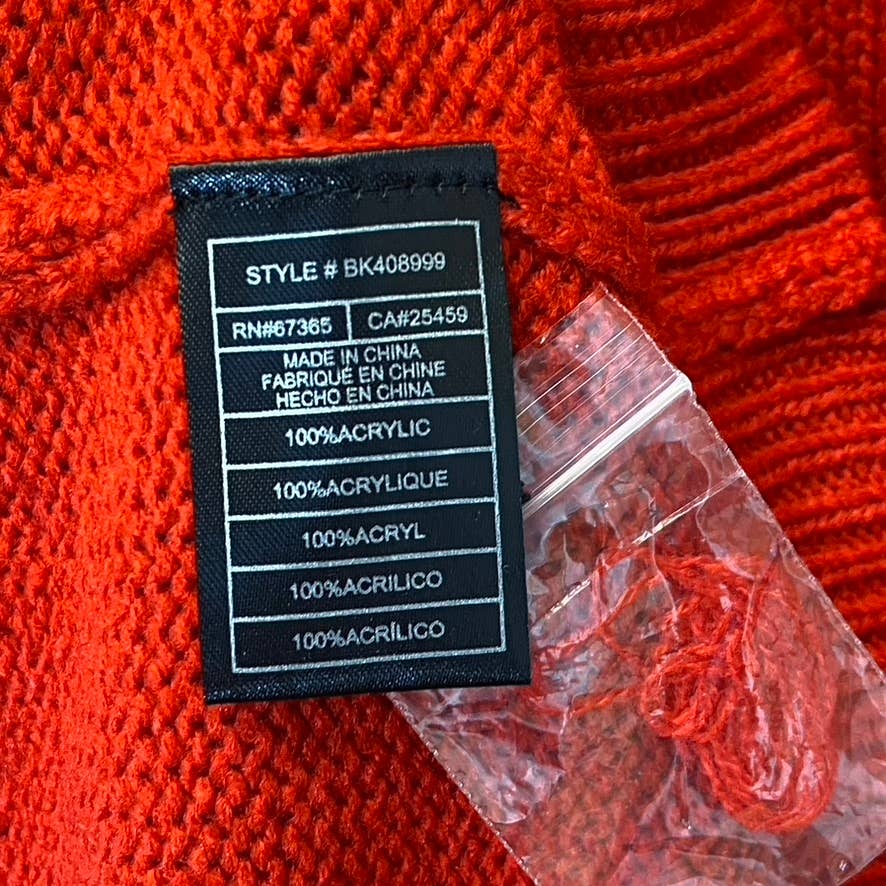 STYLE # BK408999
RN#67365 CA#25459
MADE IN CHINA
FABRIQUÉ EN CHINE
HECHO EN CHINA
100%ACRYLIC
100%ACRYLIQUE
100%ACRYL
100%ACRILICO
100%ACRÍLICO